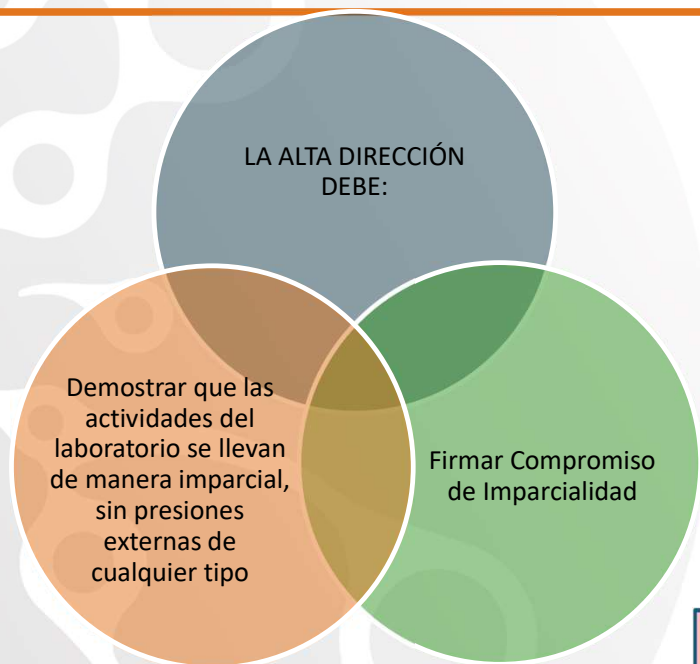 LA ALTA DIRECCIÓN
DEBE:
Demostrar que las
actividades del
laboratorio se llevan
de manera imparcial,
sin presiones
externas de
cualquier tipo
Firmar Compromiso
de Imparcialidad